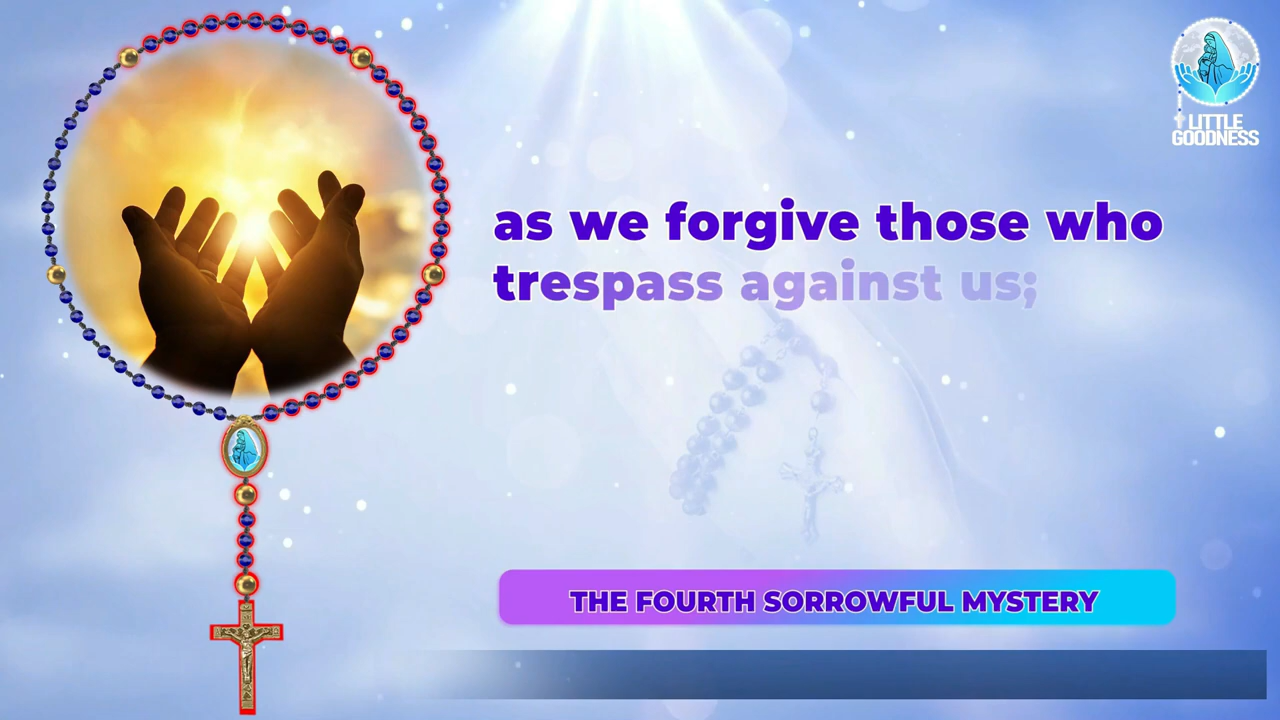 LITTLE
GOODNESS
as we forgive those who
trespass against us;
THE FOURTH SORROWFUL MYSTERY